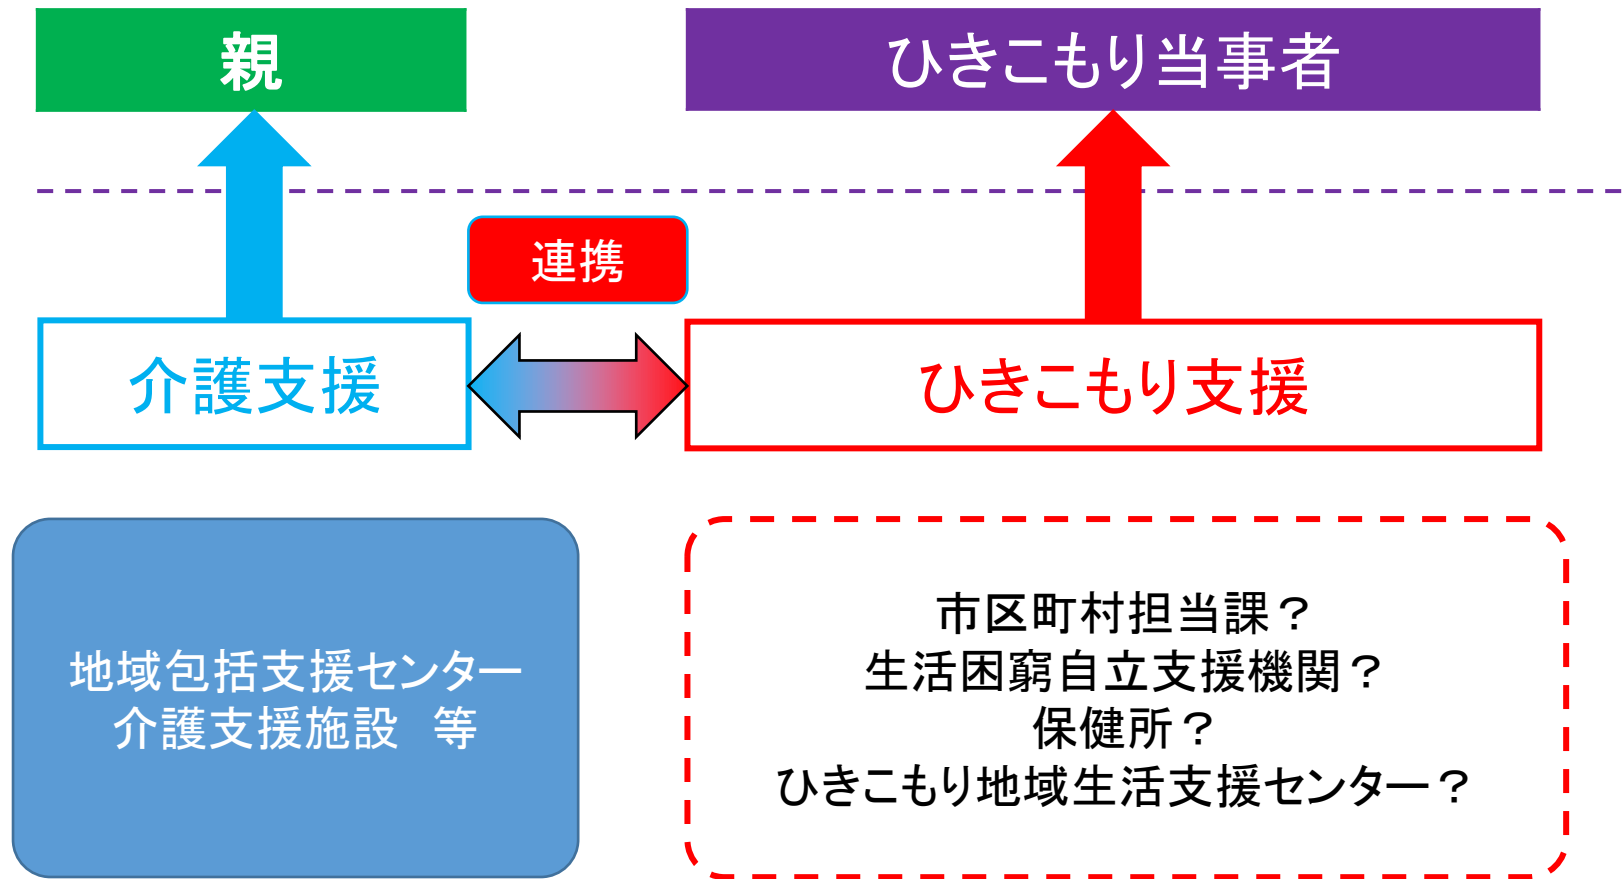 親
ひきこもり当事者
連携
介護支援
ひきこもり支援
地域包括支援センター
介護支援施設　等
市区町村担当課？
生活困窮自立支援機関？
保健所？
ひきこもり地域生活支援センター？